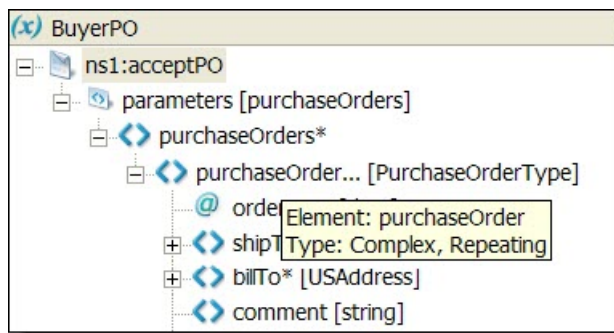 (x) BuyerPO
ns1:acceptPO
parameters [purchaseOrders]
purchaseOrders*
purchaseOrder... [PurchaseOrderType]
@
Element: purchaseOrder
Type: Complex, Repeating
billTo* [USAddress]
comment [string]